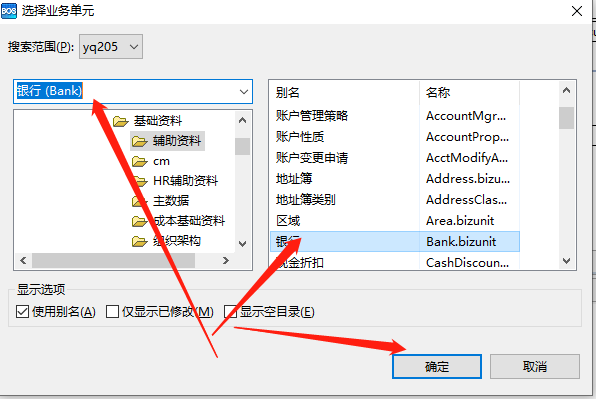 BOS 选择业务单元
搜索范围(P): yq205
银行 (Bank)
基础资料
辅助资料
cm
HR辅助资料
主数据
成本基础资料
组织架构
别名 名称
账户管理策略 AccountMgr...
账户性质 AccountProp...
账户变更申请 AcctModifyA...
地址簿 Address.bizu...
地址簿类别 AddressClas...
区域 Area.bizunit
银行 Bank.bizunit
现金折扣 CashDiscoun...
显示选项
使用别名(A) 仅显示已修改(M) 显示空目录(E)
确定 取消